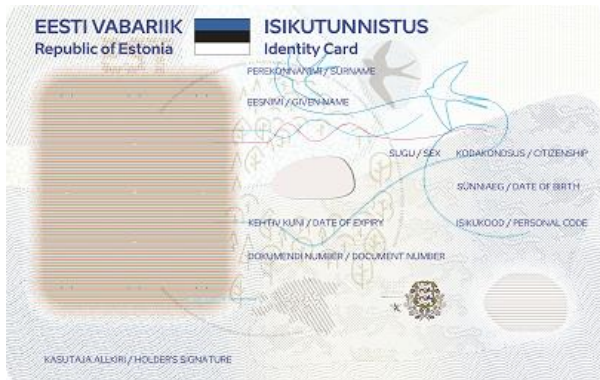 EESTI VABARIIK
Republic of Estonia
ISIKUTUNNISTUS
Identity Card
PEREKONNANIMI / SURNAME
EESNIMI / GIVEN NAME
SUGU / SEX
KODAKONDSUS / CITIZENSHIP
SÜNNIAEG / DATE OF BIRTH
KEHTIV KUNI / DATE OF EXPIRY
ISIKUKOOD / PERSONAL CODE
DOKUMENDI NUMBER / DOCUMENT NUMBER
KASUTAJA ALLKIRI / HOLDER'S SIGNATURE